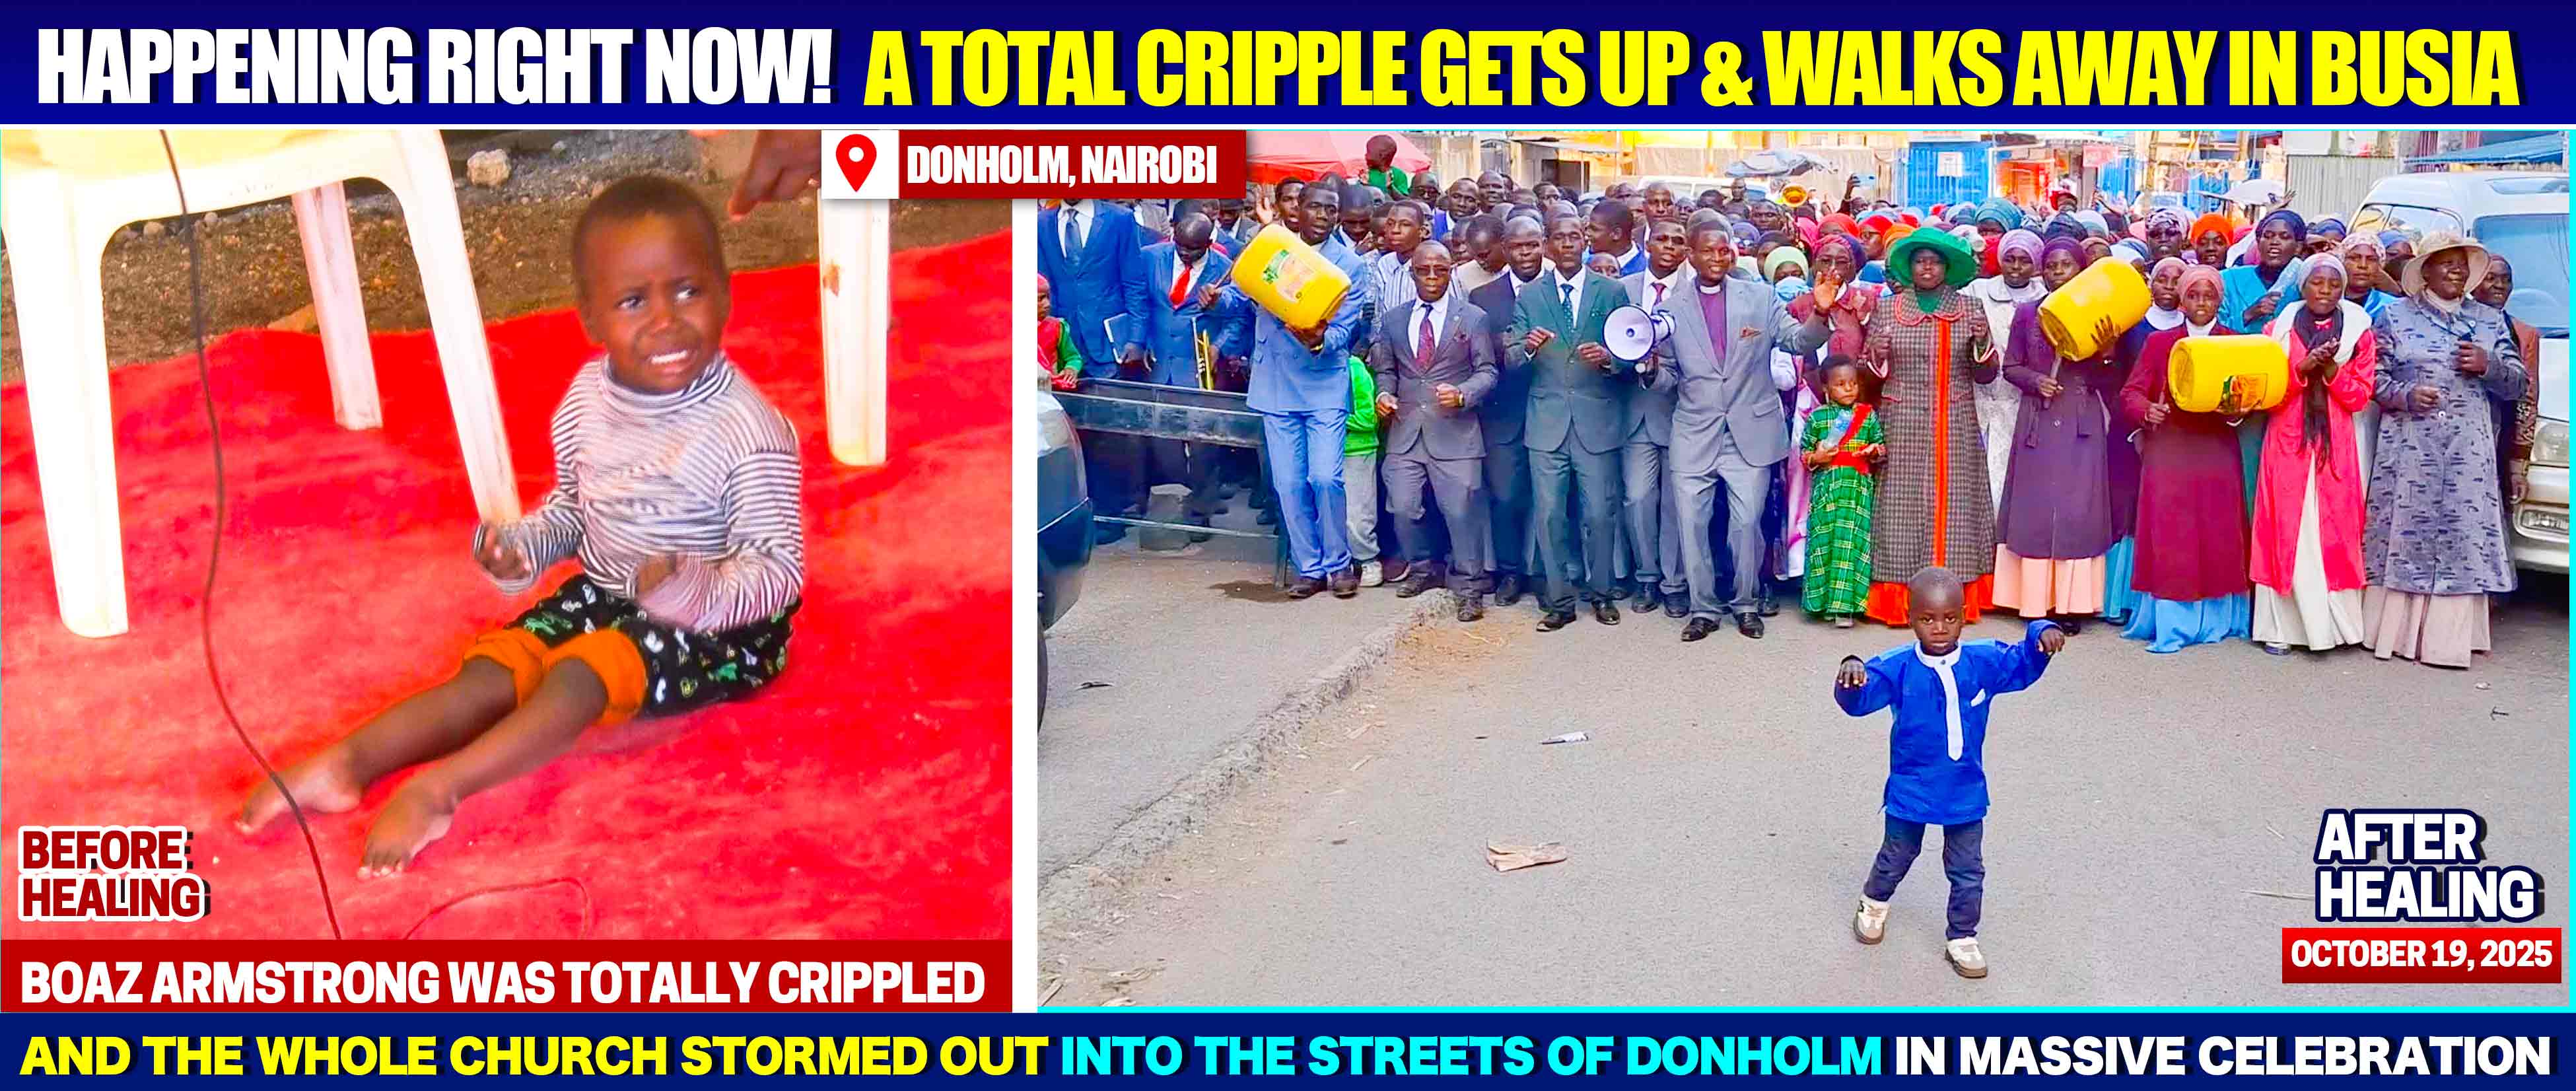 HAPPENING RIGHT NOW! A TOTAL CRIPPLE GETS UP & WALKS AWAY IN BUSIA
DONHOLM, NAIROBI
BEFORE
HEALING
BOAZ ARMSTRONG WAS TOTALLY CRIPPLED
AFTER
HEALING
OCTOBER 19, 2025
AND THE WHOLE CHURCH STORMED OUT INTO THE STREETS OF DONHOLM IN MASSIVE CELEBRATION